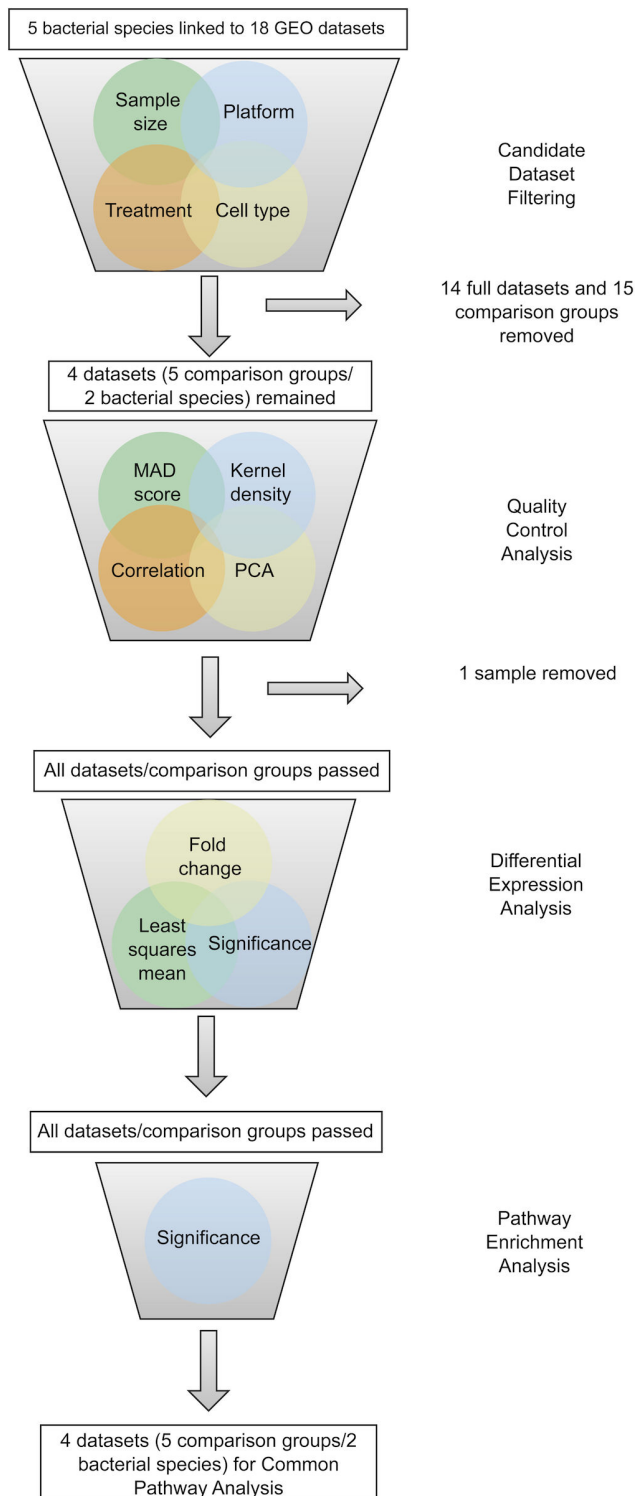 5 bacterial species linked to 18 GEO datasets
Sample
size
Platform
Treatment
Cell type
Candidate
Dataset
Filtering
14 full datasets and 15
comparison groups
removed
4 datasets (5 comparison groups/
2 bacterial species) remained
MAD
score
Kernel
density
Correlation
PCA
Quality
Control
Analysis
1 sample removed
All datasets/comparison groups passed
Fold
change
Least
squares
mean
Significance
Differential
Expression
Analysis
All datasets/comparison groups passed
Significance
Pathway
Enrichment
Analysis
4 datasets (5 comparison groups/2
bacterial species) for Common
Pathway Analysis